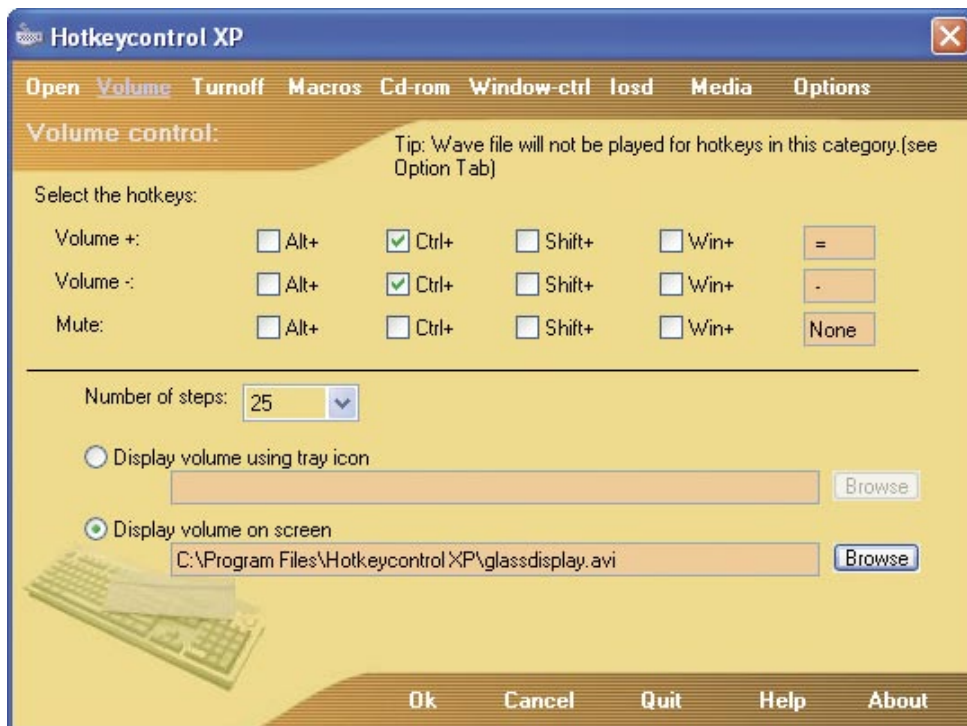 Hotkeycontrol XP
Open Volume Turnoff Macros Cd-rom Window-ctrl Iosd Media Options
Volume control:
Tip: Wave file will not be played for hotkeys in this category.(see
Option Tab)
Select the hotkeys:
Volume +: Alt+ Ctrl+ Shift+ Win+ =
Volume -: Alt+ Ctrl+ Shift+ Win+ -
Mute: Alt+ Ctrl+ Shift+ Win+ None
Number of steps: 25
Display volume using tray icon
Browse
Display volume on screen
C:\Program Files\Hotkeycontrol XP\glassdisplay.avi Browse
Ok Cancel Quit Help About